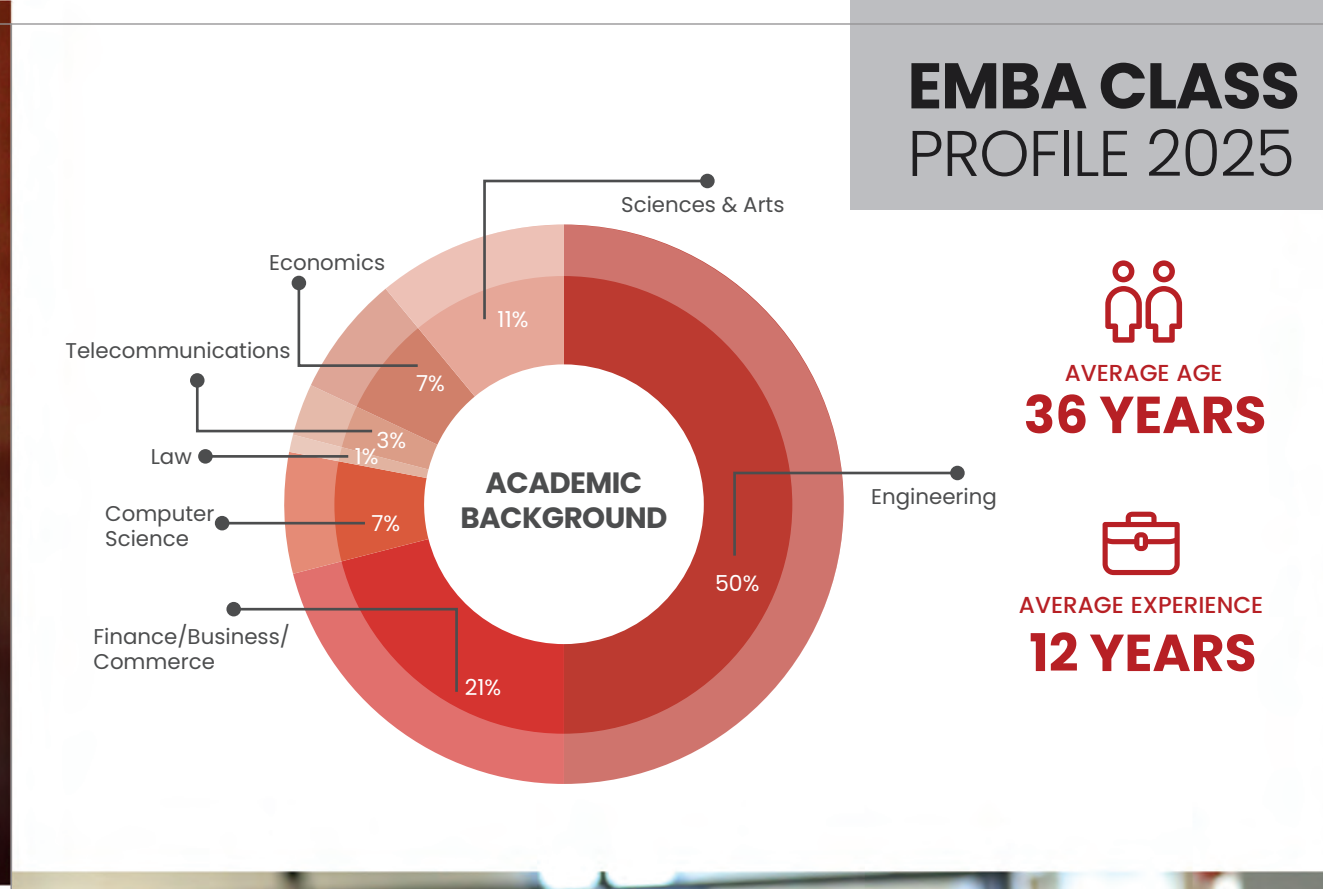 EMBA CLASS
PROFILE 2025
Sciences & Arts
Economics
11%
Telecommunications
7%
3%
Law
1%
Computer
Science
7%
ACADEMIC
BACKGROUND
Engineering
50%
Finance/Business/
Commerce
21%
AVERAGE AGE
36 YEARS
AVERAGE EXPERIENCE
12 YEARS